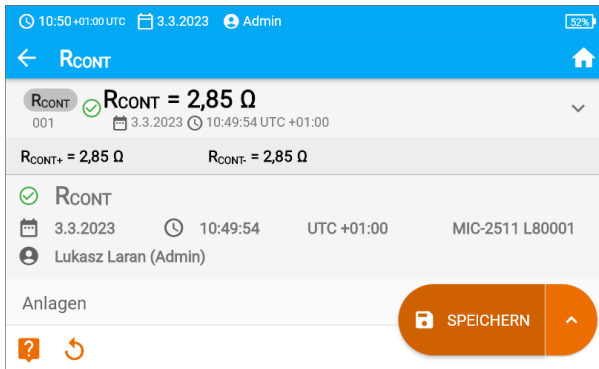 10:50 +01:00 UTC 3.3.2023 Admin 52%
RCONT
RCONT RCONT = 2,85 Ω
001 3.3.2023 10:49:54 UTC +01:00
RCONT+ = 2,85 Ω RCONT- = 2,85 Ω
RCONT
3.3.2023 10:49:54 UTC +01:00 MIC-2511 L80001
Lukasz Laran (Admin)
Anlagen
SPEICHERN
?